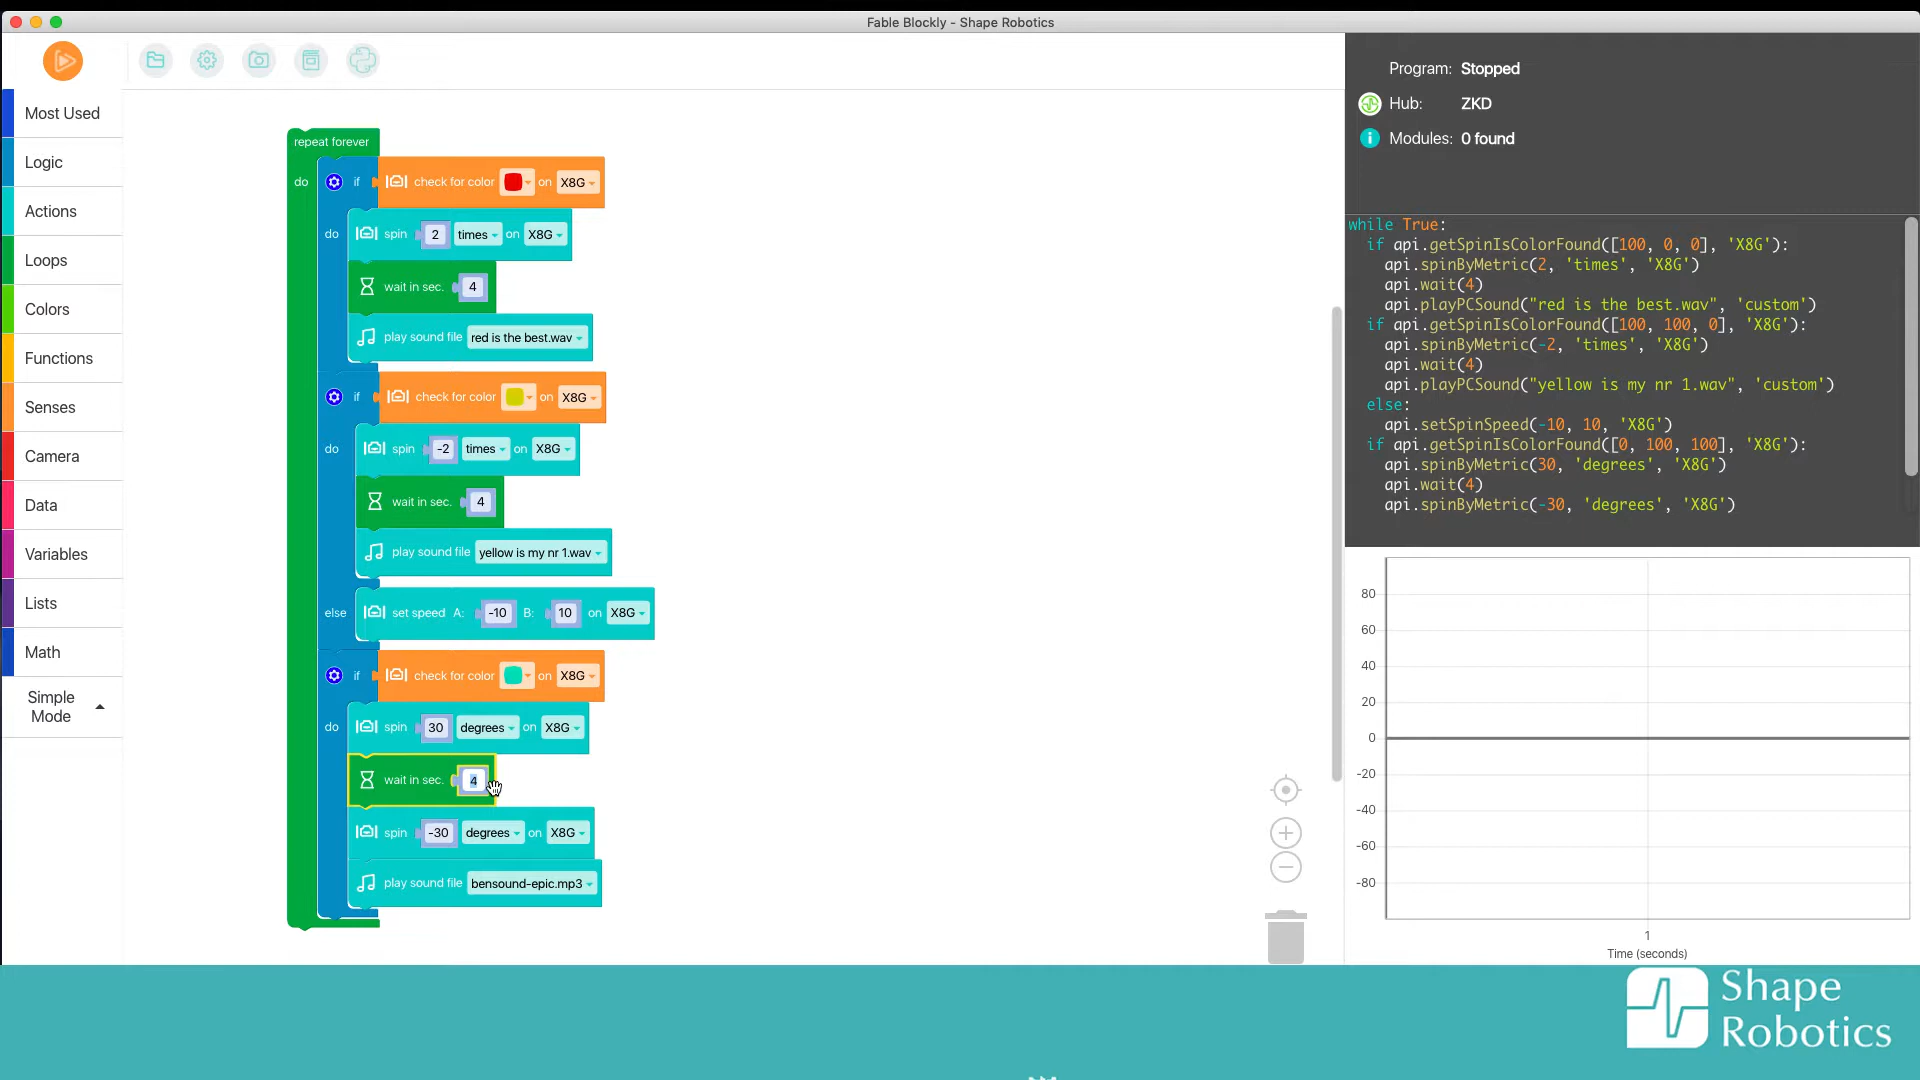 Fable Blockly - Shape Robotics
Most Used
Logic
Actions
Loops
Colors
Functions
Senses
Camera
Data
Variables
Lists
Math
Simple
Mode
repeat forever
do if check for color on X8G
do spin 2 times on X8G
wait in sec. 4
play sound file red is the best.wav
if check for color on X8G
do spin -2 times on X8G
wait in sec. 4
play sound file yellow is my nr 1.wav
else set speed A: -10 B: 10 on X8G
if check for color on X8G
do spin 30 degrees on X8G
wait in sec. 4
spin -30 degrees on X8G
play sound file bensound-epic.mp3
Program: Stopped
Hub: ZKD
Modules: 0 found
while True:
if api.getSpinIsColorFound([100, 0, 0], 'X8G'):
api.spinByMetric(2, 'times', 'X8G')
api.wait(4)
api.playPCSound("red is the best.wav", 'custom')
if api.getSpinIsColorFound([100, 100, 0], 'X8G'):
api.spinByMetric(-2, 'times', 'X8G')
api.wait(4)
api.playPCSound("yellow is my nr 1.wav", 'custom')
else:
api.setSpinSpeed(-10, 10, 'X8G')
if api.getSpinIsColorFound([0, 100, 100], 'X8G'):
api.spinByMetric(30, 'degrees', 'X8G')
api.wait(4)
api.spinByMetric(-30, 'degrees', 'X8G')
80
60
40
20
0
-20
-40
-60
-80
1
Time (seconds)
Shape
Robotics